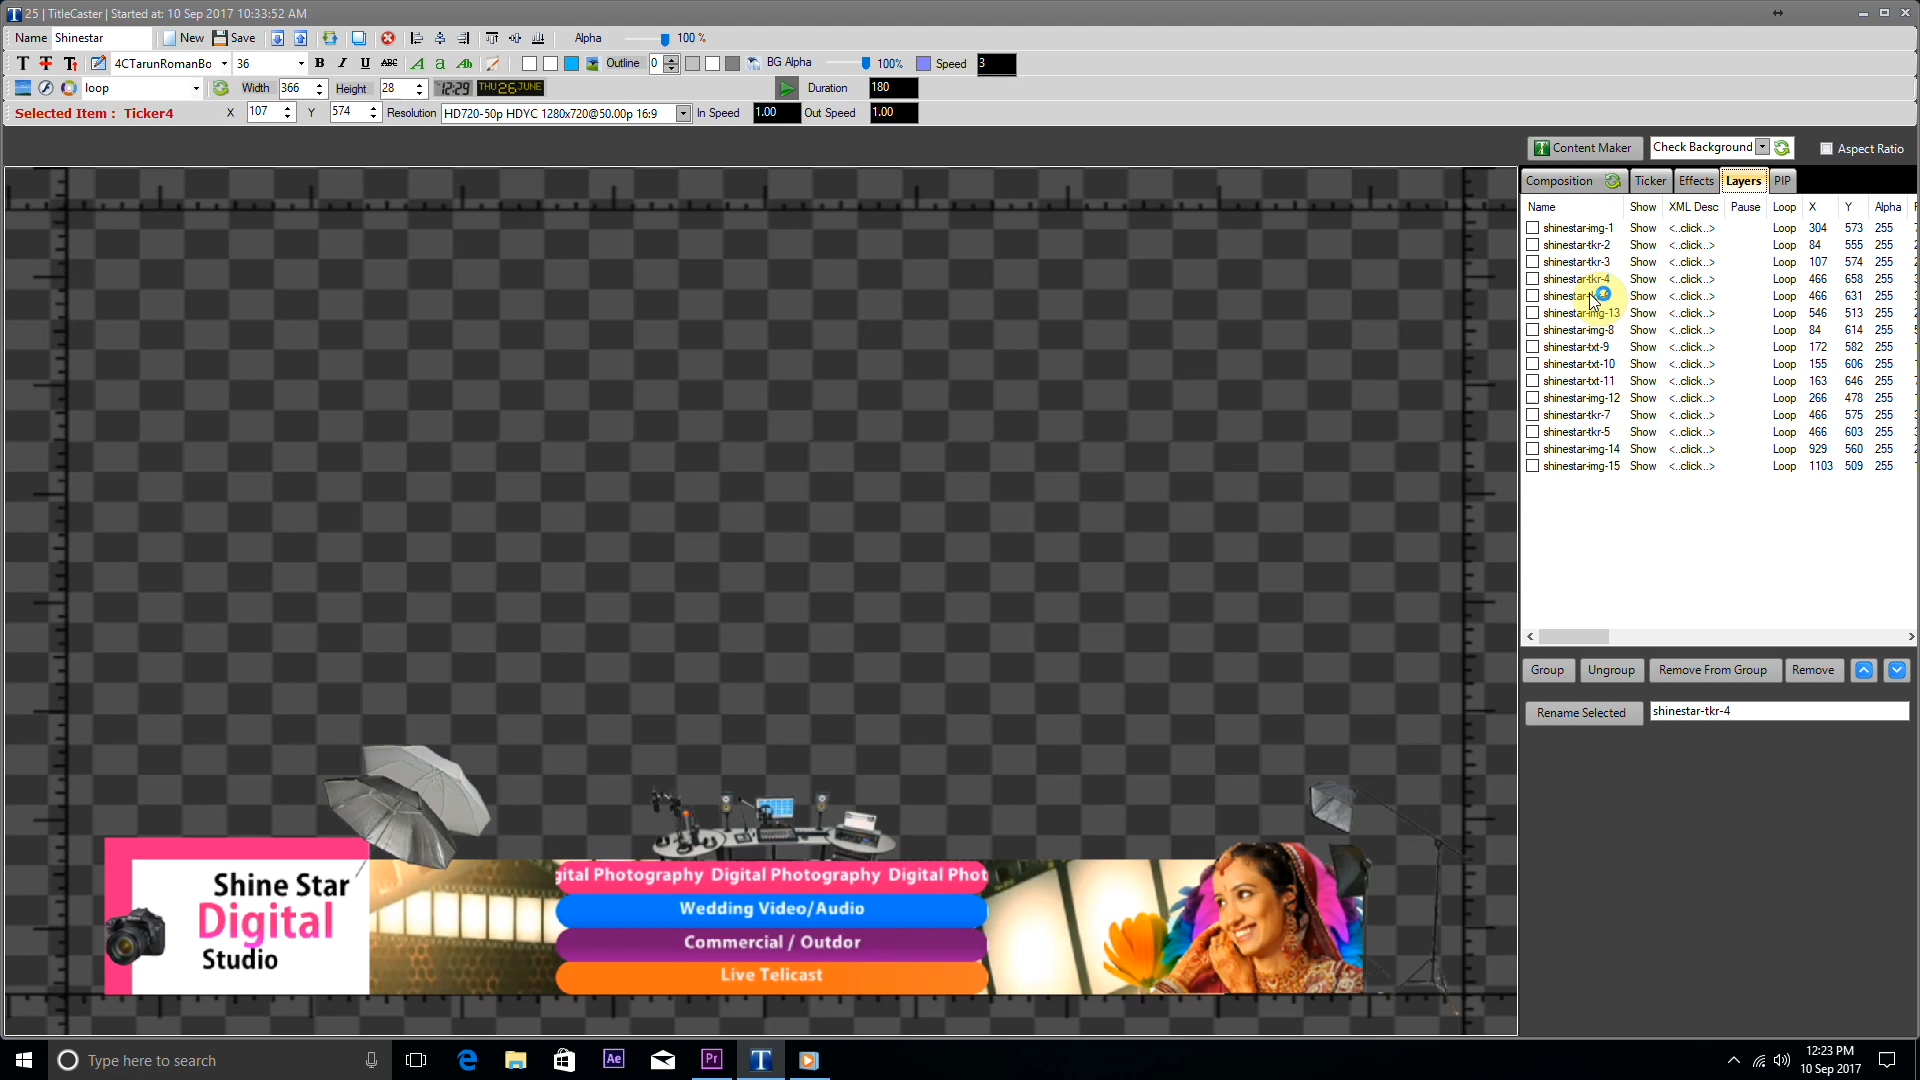 25 | TitleCaster | Started at: 10 Sep 2017 10:33:52 AM
Name Shinestar New Save Alpha 100 %
4CTarunRomanBo 36 B I U ABC A a Ab Outline 0 BG Alpha 100% Speed 3
loop Width 366 Height 28 12:29 THU 26 JUNE Duration 180
Selected Item : Ticker4 X 107 Y 574 Resolution HD720-50p HDYC 1280x720@50.00p 16:9 In Speed 1.00 Out Speed 1.00
Content Maker Check Background Aspect Ratio
Composition Ticker Effects Layers PIP
Name Show XML Desc Pause Loop X Y Alpha
shinestar-img-1 Show <..click..> Loop 304 573 255
shinestar-tkr-2 Show <..click..> Loop 84 555 255
shinestar-tkr-3 Show <..click..> Loop 107 574 255
shinestar-tkr-4 Show <..click..> Loop 466 658 255
Show <..click..> Loop 466 631 255
shinestar-img-13 Show <..click..> Loop 546 513 255
shinestar-img-8 Show <..click..> Loop 84 614 255
shinestar-txt-9 Show <..click..> Loop 172 582 255
shinestar-txt-10 Show <..click..> Loop 155 606 255
shinestar-txt-11 Show <..click..> Loop 163 646 255
shinestar-img-12 Show <..click..> Loop 266 478 255
shinestar-tkr-7 Show <..click..> Loop 466 575 255
shinestar-tkr-5 Show <..click..> Loop 466 603 255
shinestar-img-14 Show <..click..> Loop 929 560 255
shinestar-img-15 Show <..click..> Loop 1103 509 255
Group Ungroup Remove From Group Remove
Rename Selected shinestar-tkr-4
Shine Star
Digital
Studio
gital Photography Digital Photography Digital Phot
Wedding Video/Audio
Commercial / Outdor
Live Telicast
Type here to search
Ae Pr T
12:23 PM
10 Sep 2017